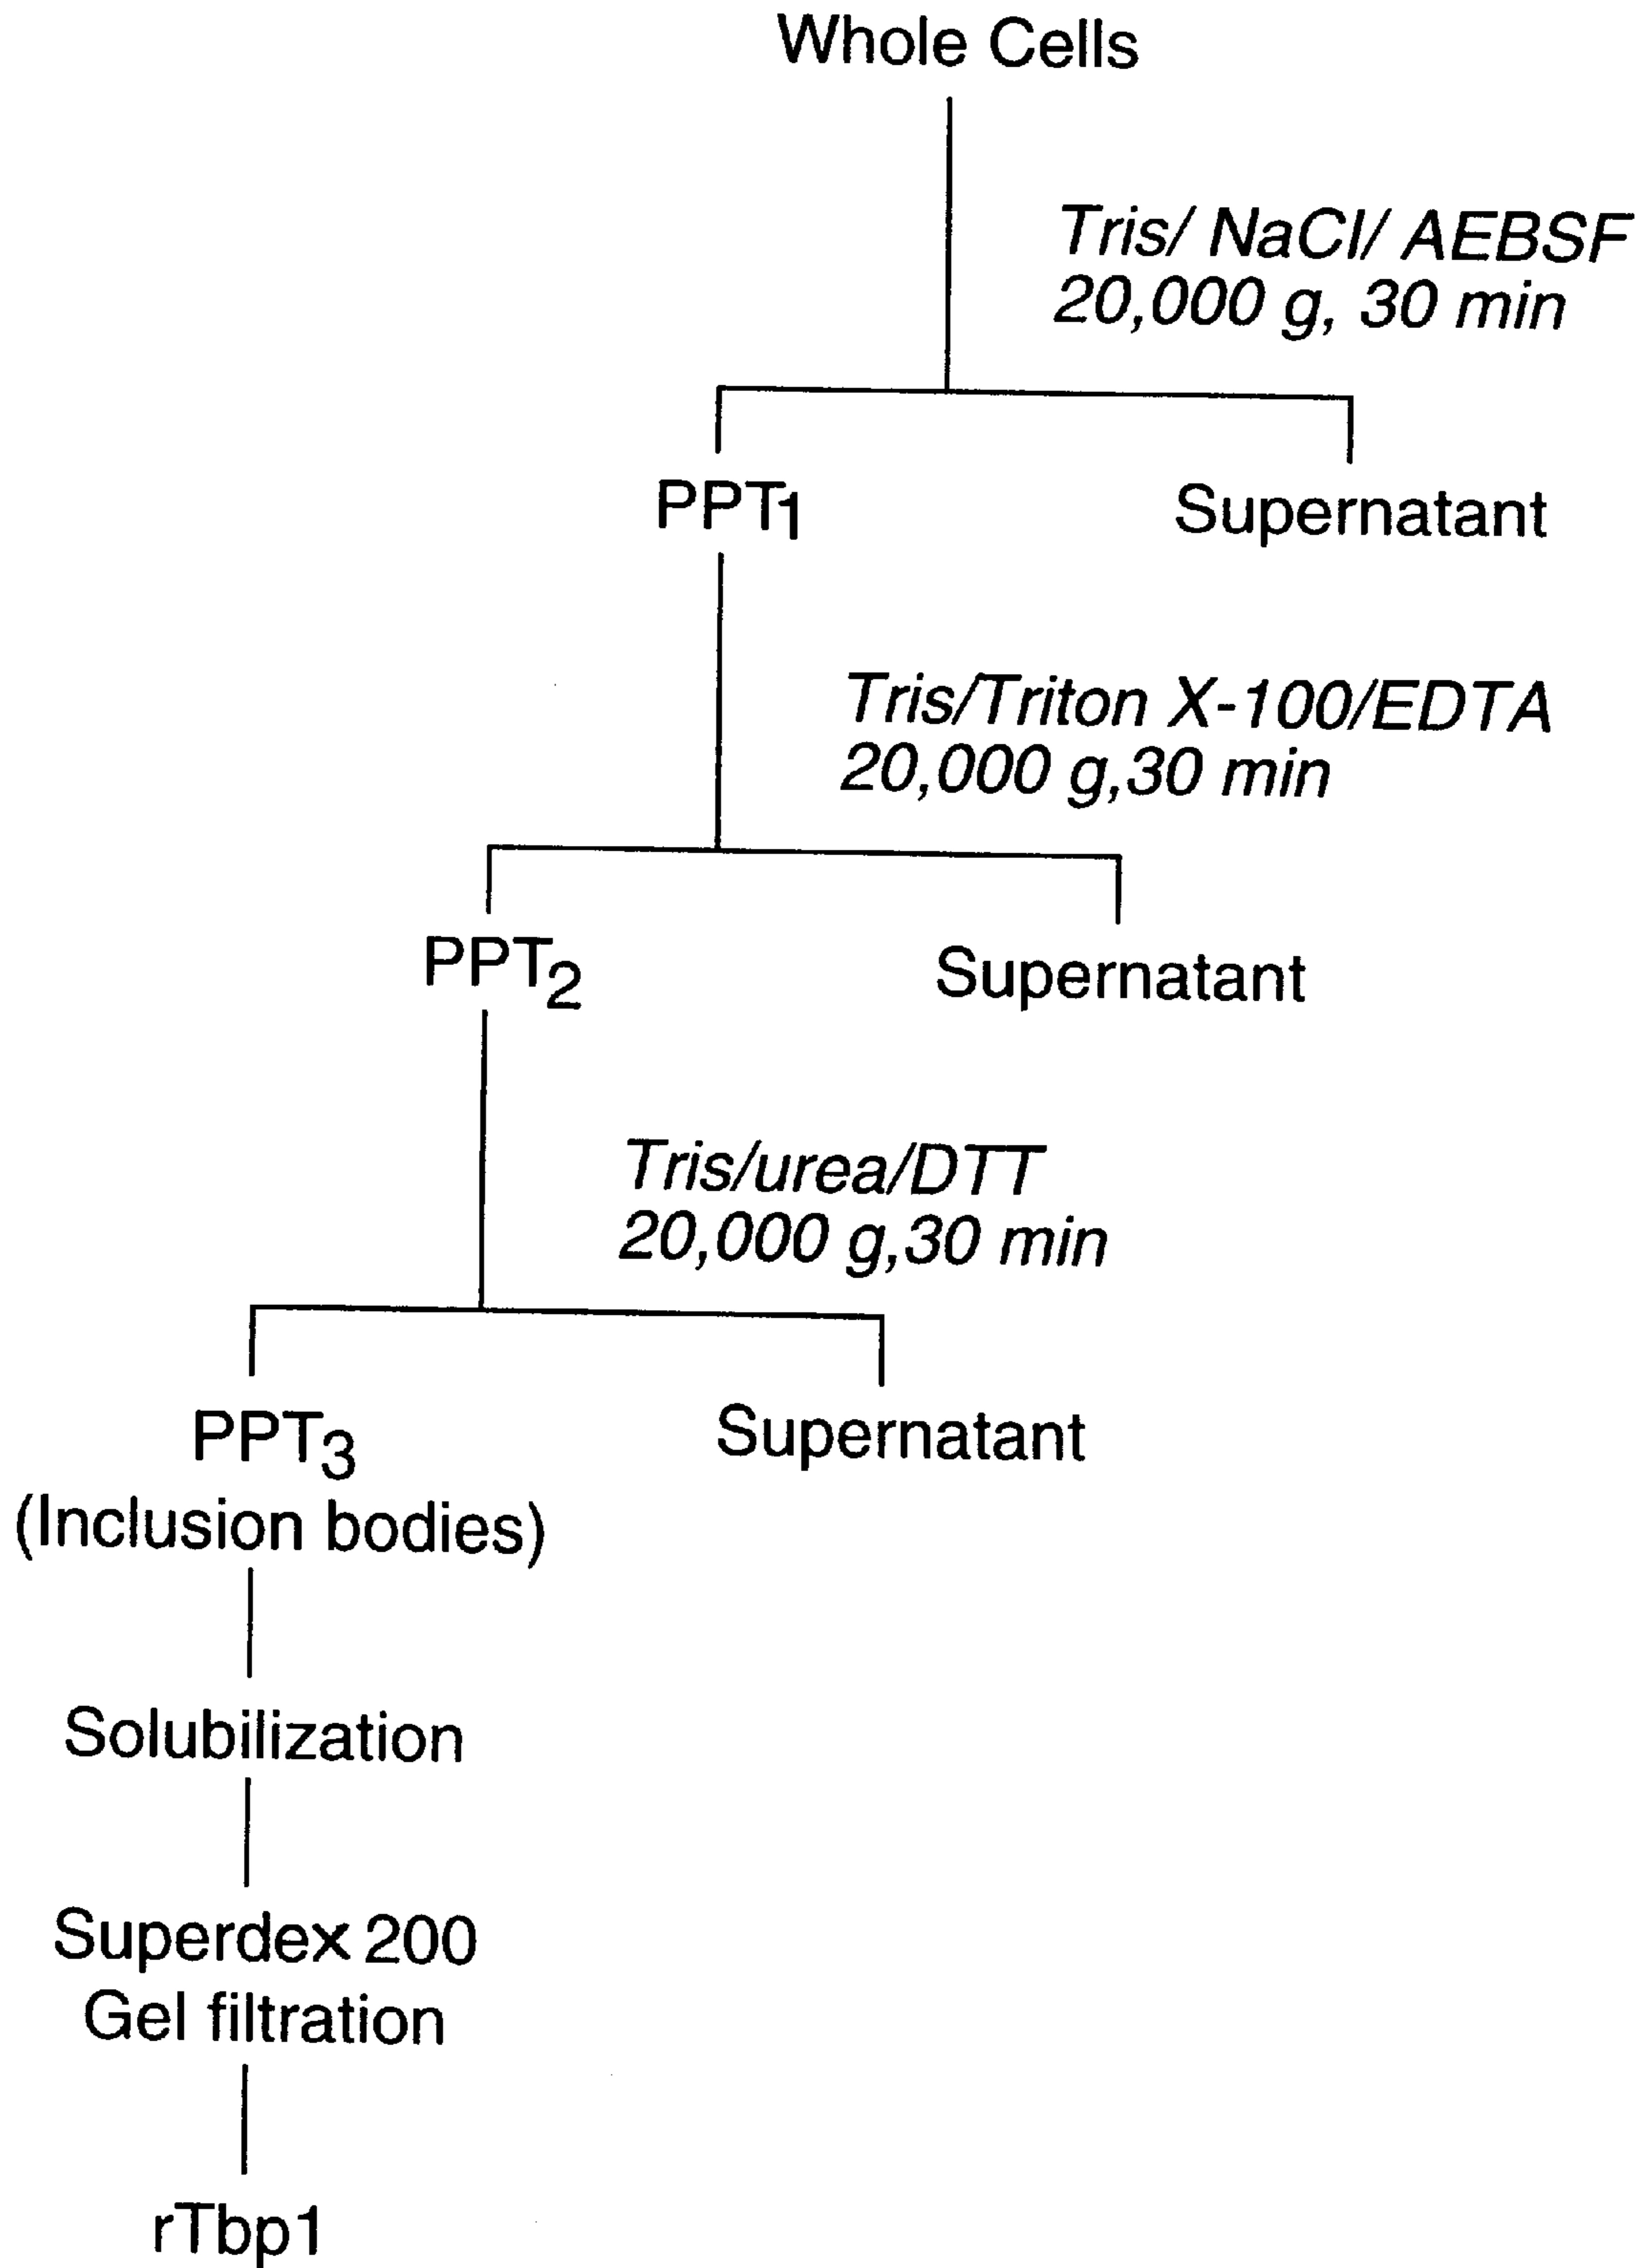 Whole Cells
Tris/ NaCl/ AEBSF
20,000 g, 30 min
PPT1
Supernatant
Tris/Triton X-100/EDTA
20,000 g,30 min
PPT2
Supernatant
Tris/urea/DTT
20,000 g,30 min
PPT3
Supernatant
(Inclusion bodies)
Solubilization
Superdex 200
Gel filtration
rTbp1